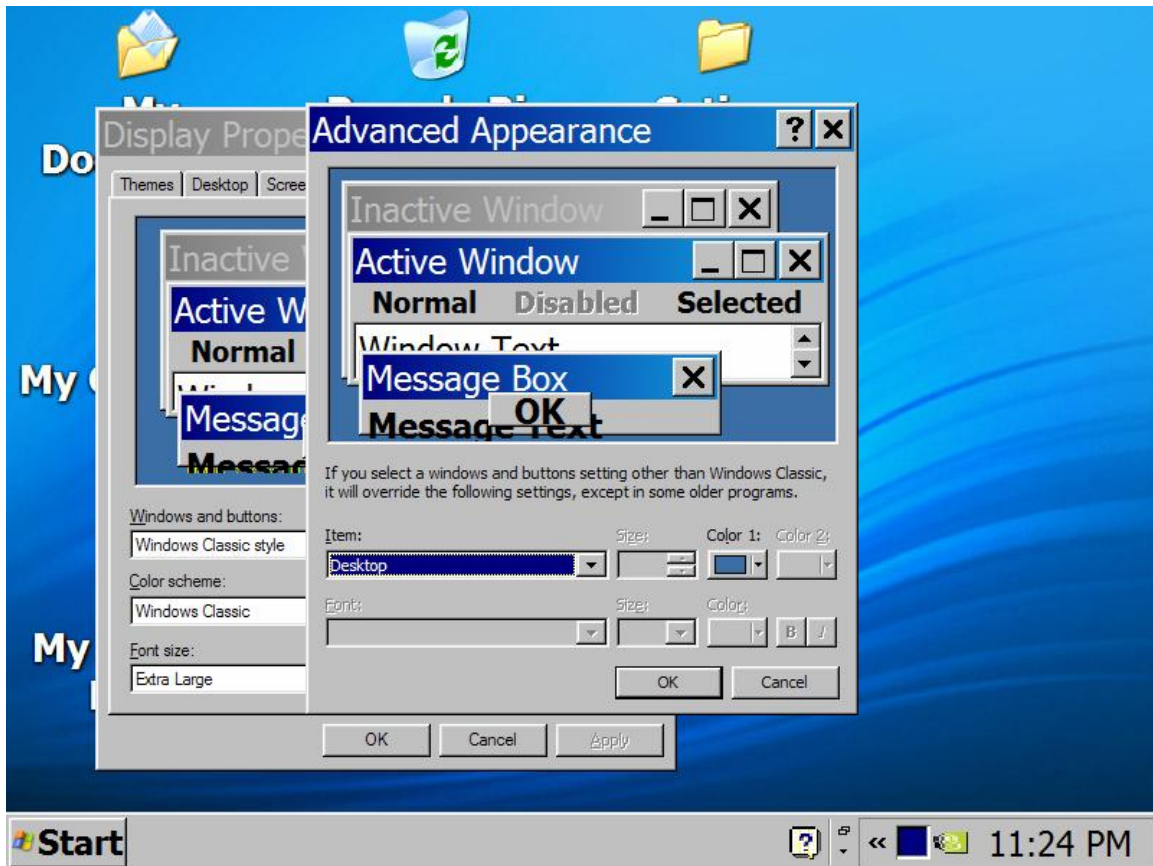 My
Do
My
My
Display Prope
Themes
Desktop
Scree
Inactive
Active W
Normal
Messag
Windows and buttons:
Windows Classic style
Color scheme:
Windows Classic
Font size:
Extra Large
OK
Cancel
Apply
Advanced Appearance
?
Inactive Window
Active Window
Normal Disabled Selected
Window Text
Message Box
Message Text
OK
If you select a windows and buttons setting other than Windows Classic,
it will override the following settings, except in some older programs.
Item: Size: Color 1: Color 2:
Desktop
Font: Size: Color:
B I
OK Cancel
Start
?
« 11:24 PM